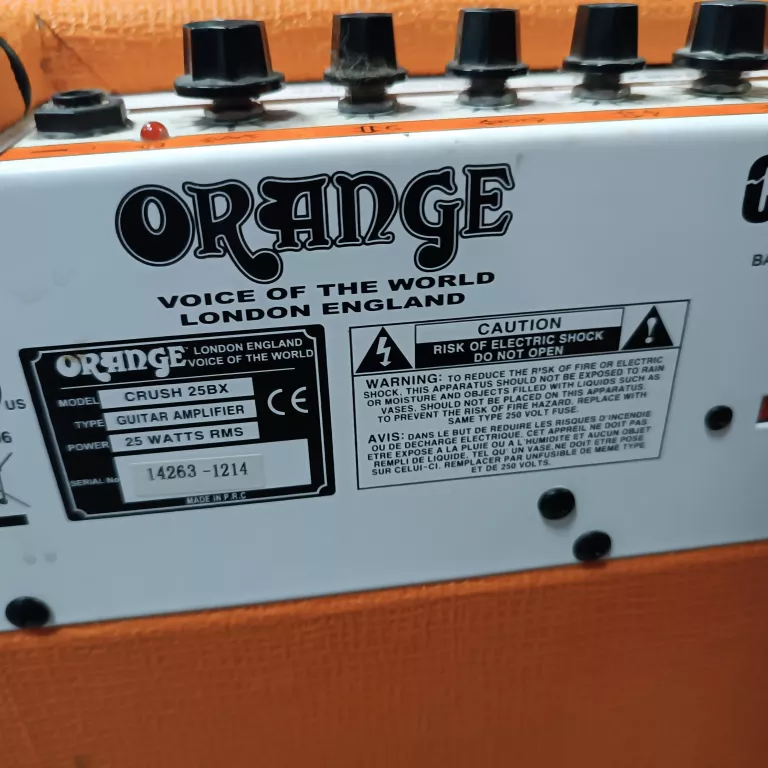 ORANGE
VOICE OF THE WORLD
LONDON ENGLAND
US
ORANGE LONDON ENGLAND
VOICE OF THE WORLD
MODEL CRUSH 25BX
TYPE GUITAR AMPLIFIER
POWER 25 WATTS RMS
SERIAL No 14263 -1214
MADE IN P.R.C
CE
CAUTION
RISK OF ELECTRIC SHOCK
DO NOT OPEN
WARNING: TO REDUCE THE RISK OF FIRE OR ELECTRIC
SHOCK, THIS APPARATUS SHOULD NOT BE EXPOSED TO RAIN
OR MOISTURE AND OBJECTS FILLED WITH LIQUIDS SUCH AS
VASES, SHOULD NOT BE PLACED ON THIS APPARATUS.
TO PREVENT THE RISK OF FIRE HAZARD, REPLACE WITH
SAME TYPE 250 VOLT FUSE.
AVIS: DANS LE BUT DE REDUIRE LES RISQUES D'INCENDIE
OU DE DECHARGE ELECTRIQUE, CET APPREIL NE DOIT PAS
ETRE EXPOSE A LA PLUIE OU A L'HUMIDITE ET AUCUN OBJET
REMPLI DE LIQUIDE, TEL QU' UN VASE,NE DOIT ETRE POSE
SUR CELUI-CI. REMPLACER PAR UNFUSIBLE DE MEME TYPE
ET DE 250 VOLTS.
BA